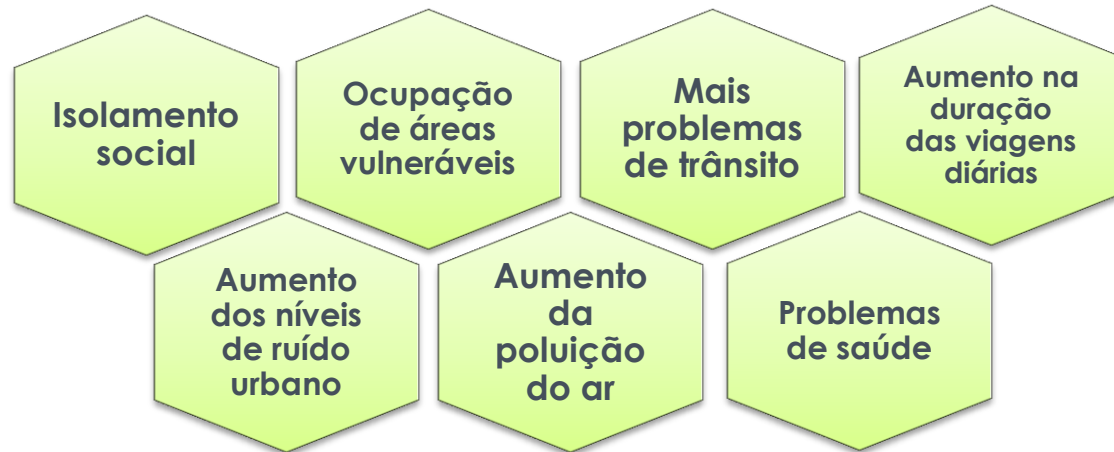 Isolamento
social
Ocupação
de áreas
vulneráveis
Mais
problemas
de trânsito
Aumento na
duração
das viagens
diárias
Aumento
dos níveis
de ruído
urbano
Aumento
da
poluição
do ar
Problemas
de saúde